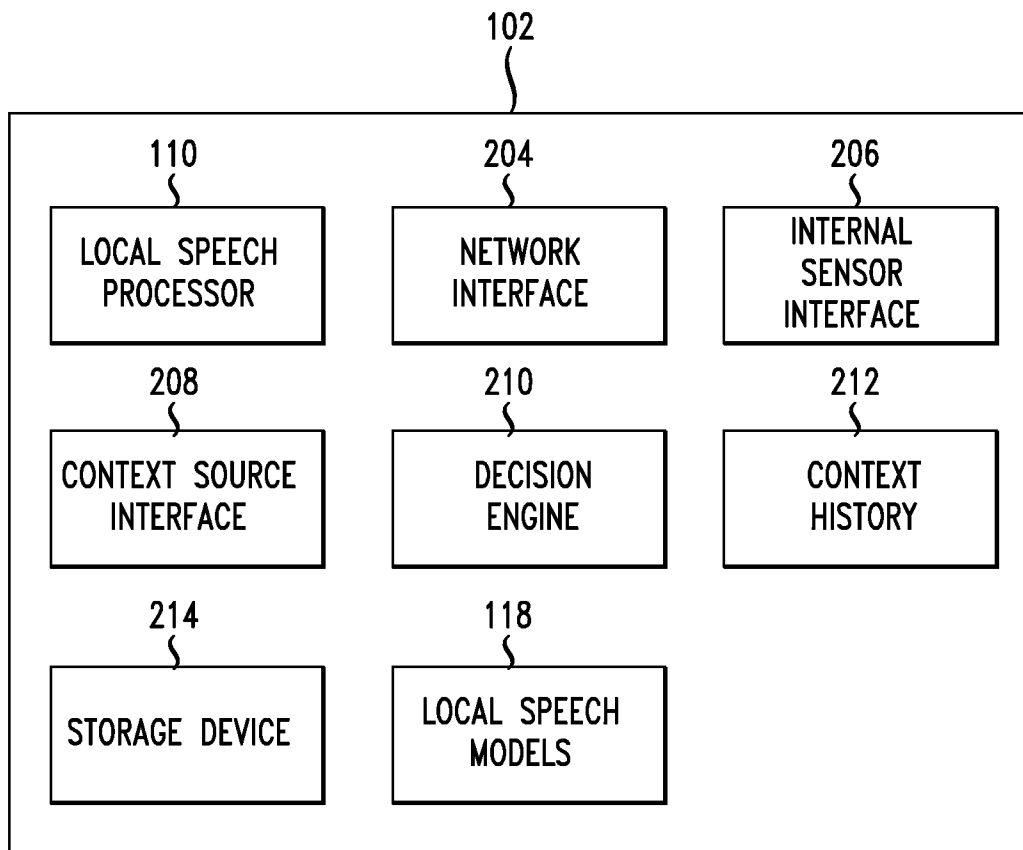 102
110
LOCAL SPEECH
PROCESSOR
204
NETWORK
INTERFACE
206
INTERNAL
SENSOR
INTERFACE
208
CONTEXT SOURCE
INTERFACE
210
DECISION
ENGINE
212
CONTEXT
HISTORY
214
STORAGE DEVICE
118
LOCAL SPEECH
MODELS